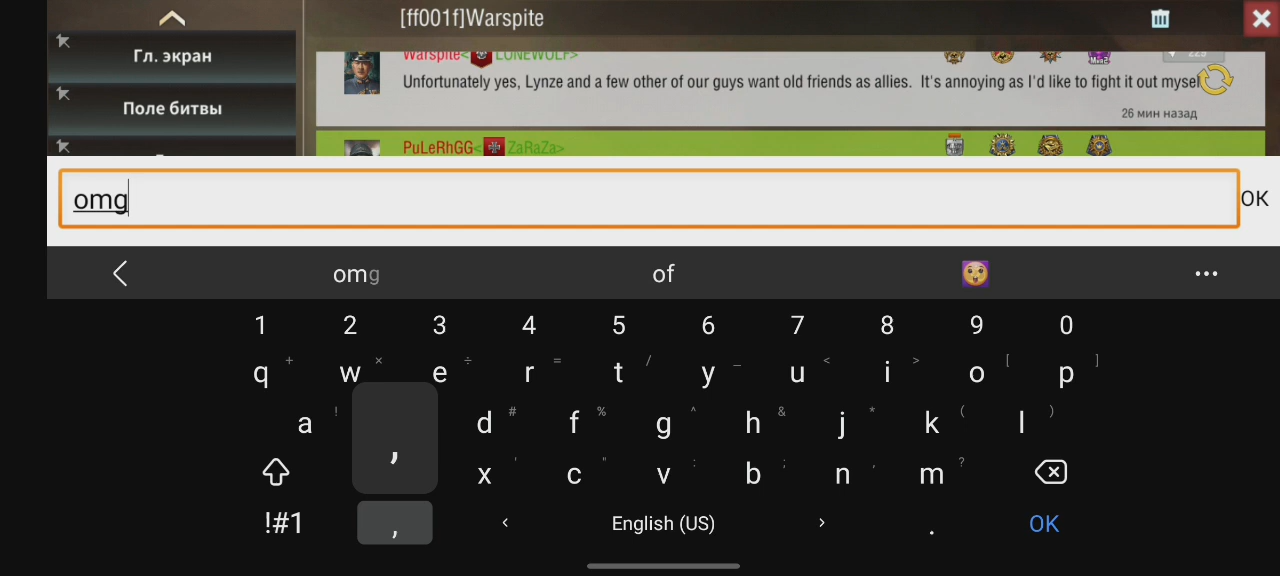 [ff001f]Warspite
Гл. экран
Поле битвы
Warspite< LONEWOLF>
Unfortunately yes, Lynze and a few other of our guys want old friends as allies.  It's annoying as I'd like to fight it out mysel
26 мин назад
PuLeRhGG< ZaRaZa>
omg
OK
omg
of
1 2 3 4 5 6 7 8 9 0
+ × ÷ = / _ < > [ ]
q w e r t y u i o p
! # % ^ & * ( )
a d f g h j k l
,
' " : ; , ?
x c v b n m
!#1 , < English (US) > . OK